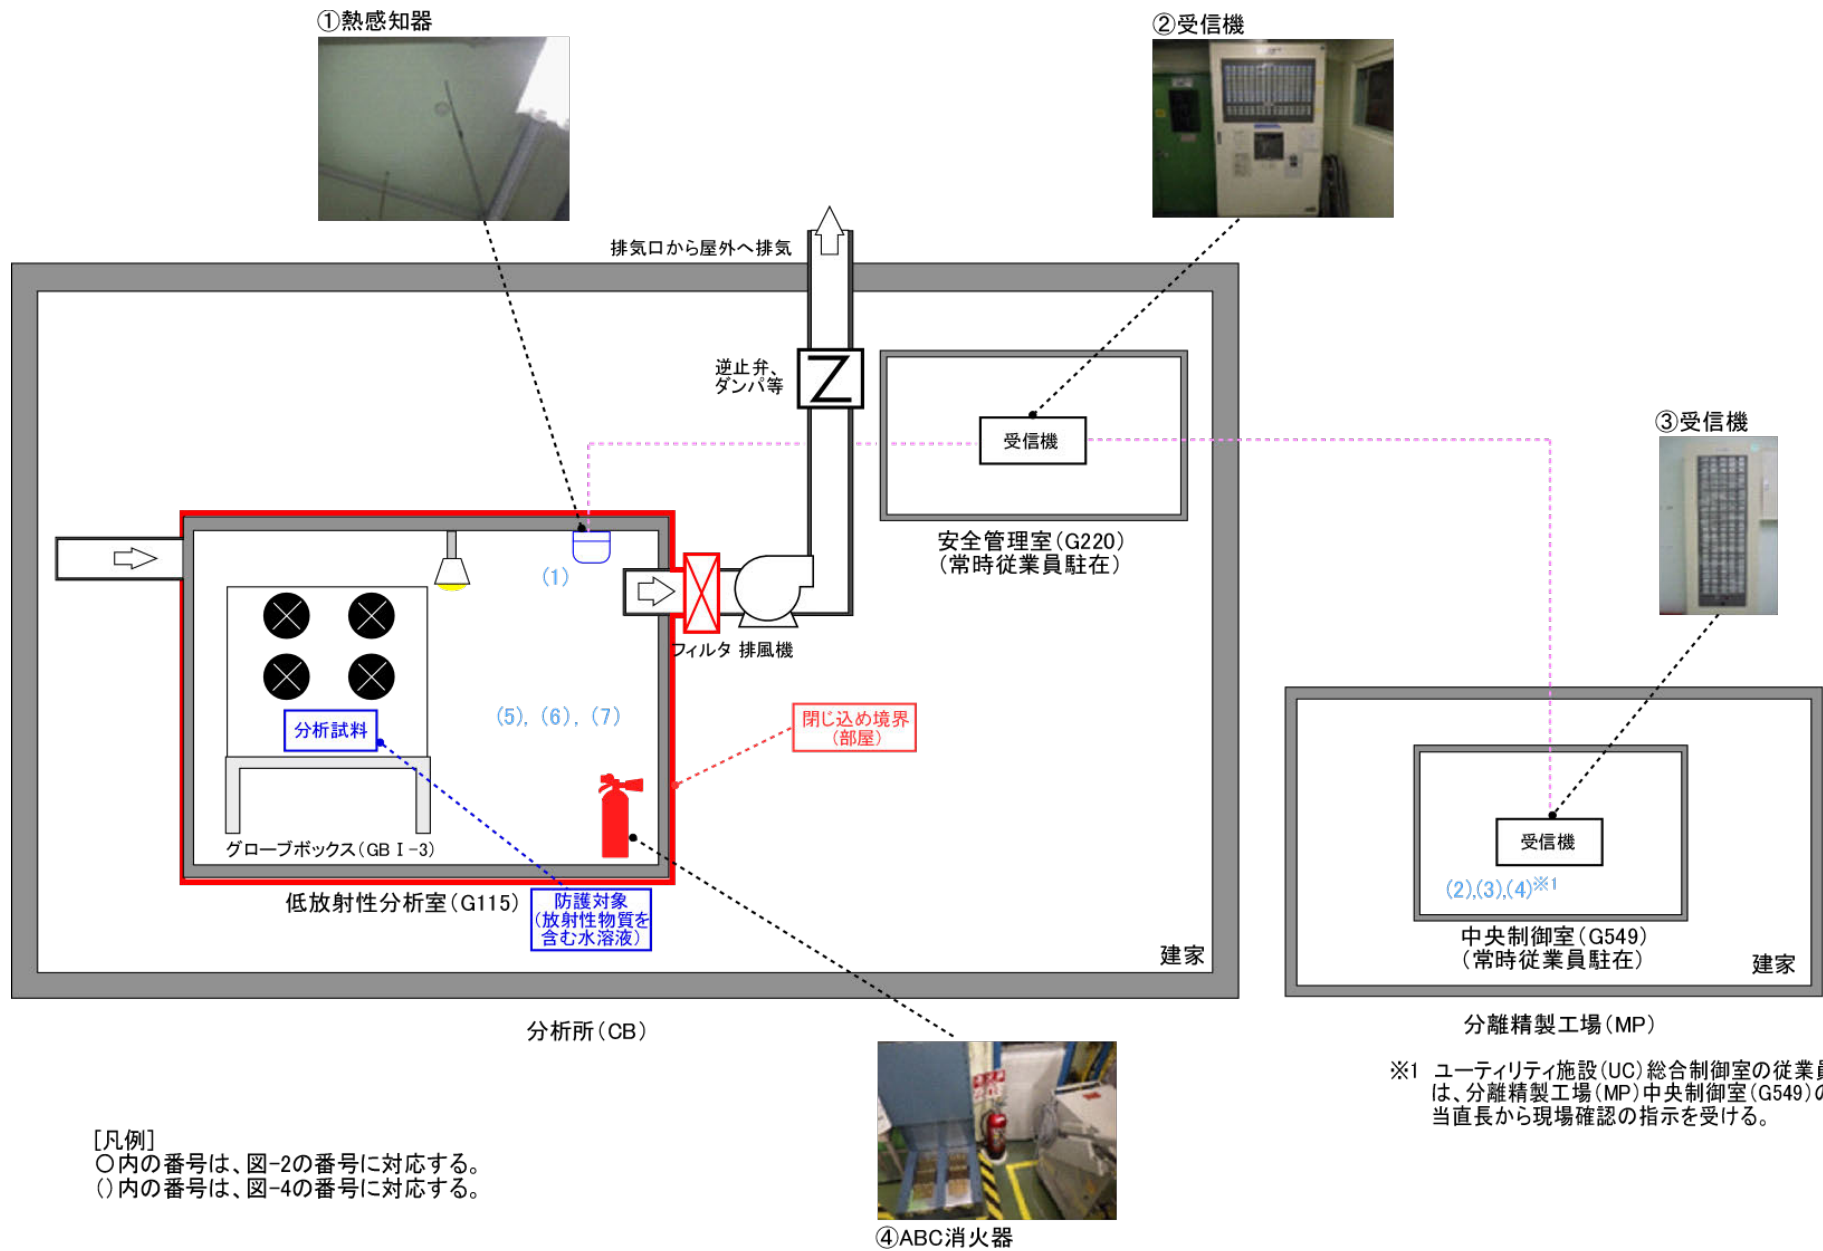 ①熱感知器
②受信機
排気口から屋外へ排気
逆止弁、
ダンパ等
受信機
③受信機
安全管理室(G220)
(常時従業員駐在)
(1)
フィルタ 排風機
(5), (6), (7)
分析試料
閉じ込め境界
(部屋)
グローブボックス(GBⅠ-3)
低放射性分析室(G115)
防護対象
(放射性物質を
含む水溶液)
受信機
(2),(3),(4)※1
中央制御室(G549)
(常時従業員駐在)
建家
建家
分析所(CB)
分離精製工場(MP)
※1 ユーティリティ施設(UC)総合制御室の従業員
は、分離精製工場(MP)中央制御室(G549)の
当直長から現場確認の指示を受ける。
[凡例]
○内の番号は、図-2の番号に対応する。
()内の番号は、図-4の番号に対応する。
④ABC消火器